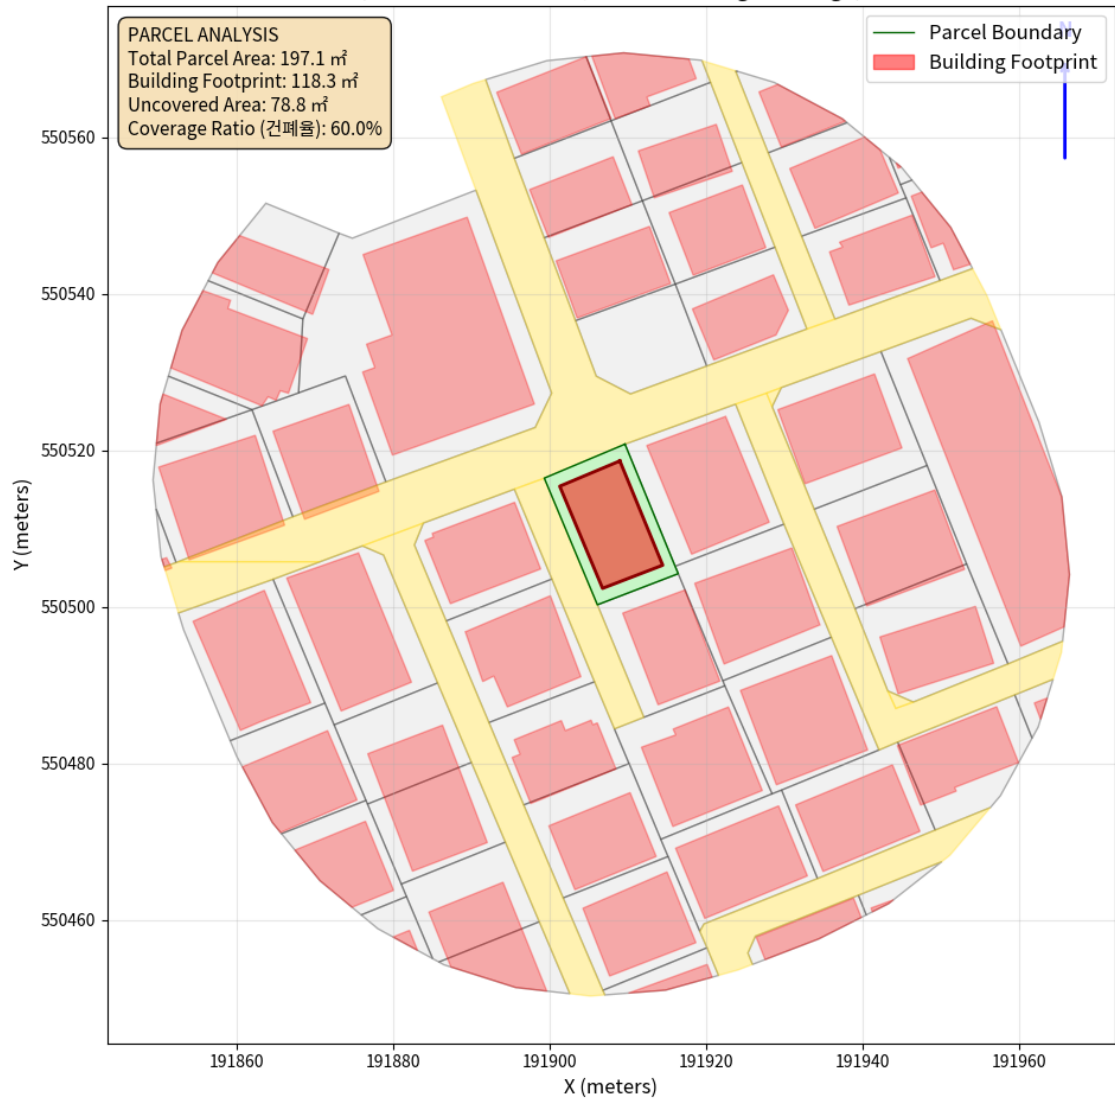 PARCEL ANALYSIS
Total Parcel Area: 197.1 ㎡
Building Footprint: 118.3 ㎡
Uncovered Area: 78.8 ㎡
Coverage Ratio (건폐율): 60.0%
N
Parcel Boundary
Building Footprint
550560
550540
550520
550500
550480
550460
Y (meters)
191860
191880
191900
191920
191940
191960
X (meters)